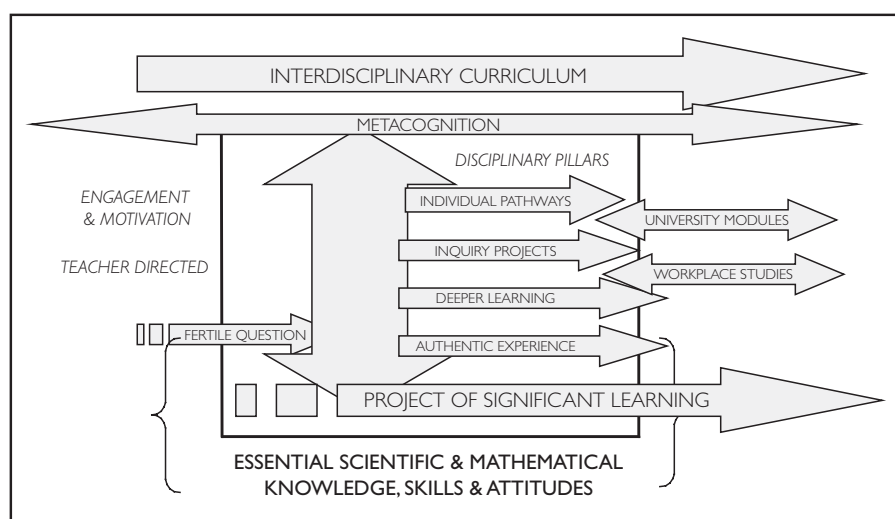 INTERDISCIPLINARY CURRICULUM
METACOGNITION
DISCIPLINARY PILLARS
ENGAGEMENT
& MOTIVATION
INDIVIDUAL PATHWAYS
UNIVERSITY MODULES
INQUIRY PROJECTS
TEACHER DIRECTED
WORKPLACE STUDIES
DEEPER LEARNING
FERTILE QUESTION
AUTHENTIC EXPERIENCE
PROJECT OF SIGNIFICANT LEARNING
ESSENTIAL SCIENTIFIC & MATHEMATICAL
KNOWLEDGE, SKILLS & ATTITUDES